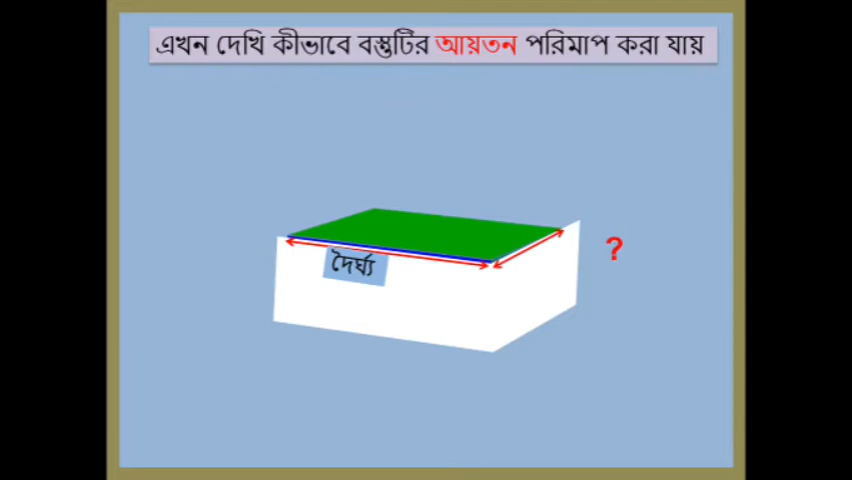 এখন দেখি কীভাবে বস্তুটির আয়তন পরিমাপ করা যায়
দৈর্ঘ্য
?